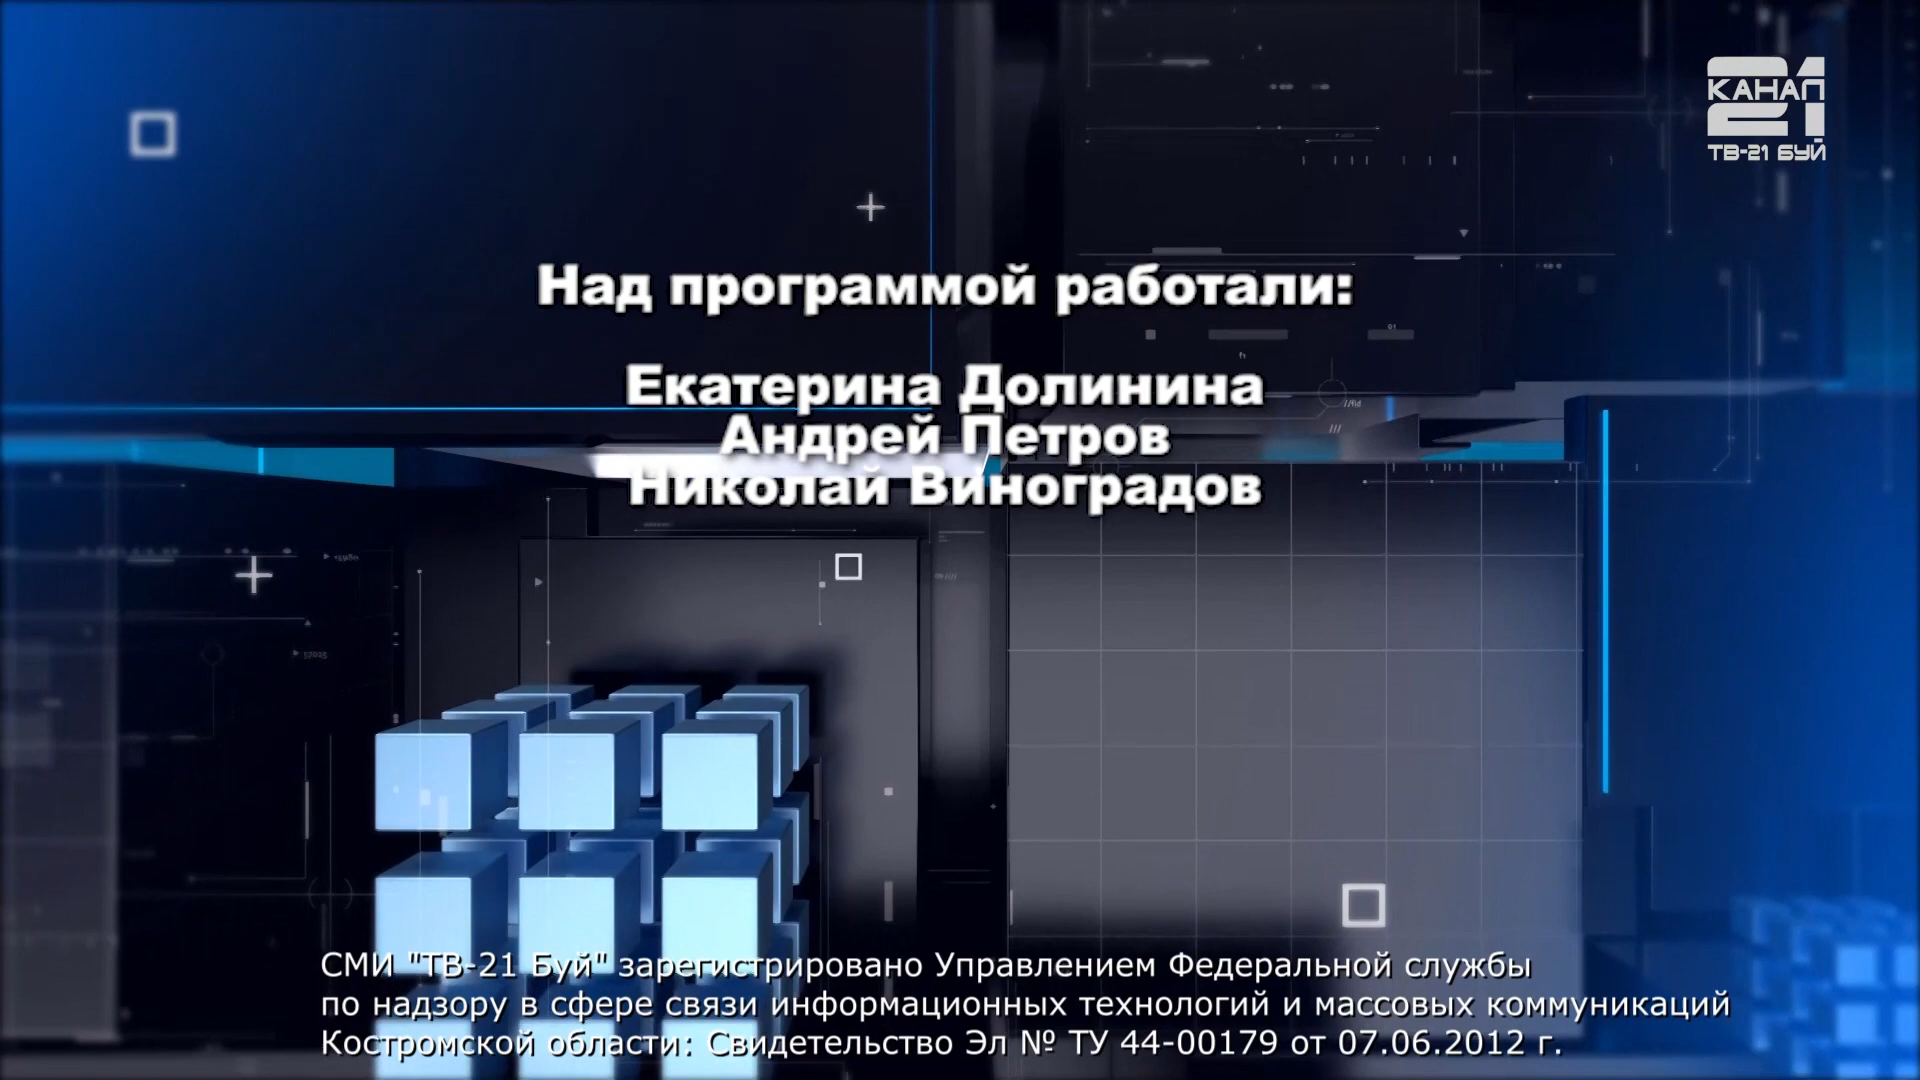 КАНАЛ
21
ТВ-21 БУЙ
Над программой работали:
Екатерина Долинина
Андрей Петров
Николай Виноградов
СМИ "ТВ-21 Буй" зарегистрировано Управлением Федеральной службы
по надзору в сфере связи информационных технологий и массовых коммуникаций
Костромской области: Свидетельство Эл № ТУ 44-00179 от 07.06.2012 г.